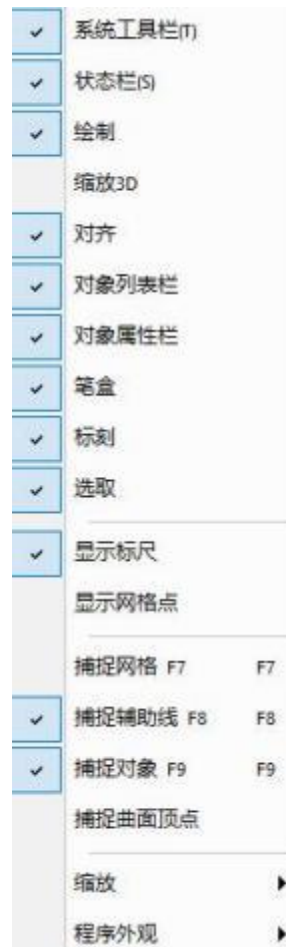 系统工具栏(T)
状态栏(S)
绘制
缩放3D
对齐
对象列表栏
对象属性栏
笔盒
标刻
选取
显示标尺
显示网格点
捕捉网格 F7 F7
捕捉辅助线 F8 F8
捕捉对象 F9 F9
捕捉曲面顶点
缩放
程序外观